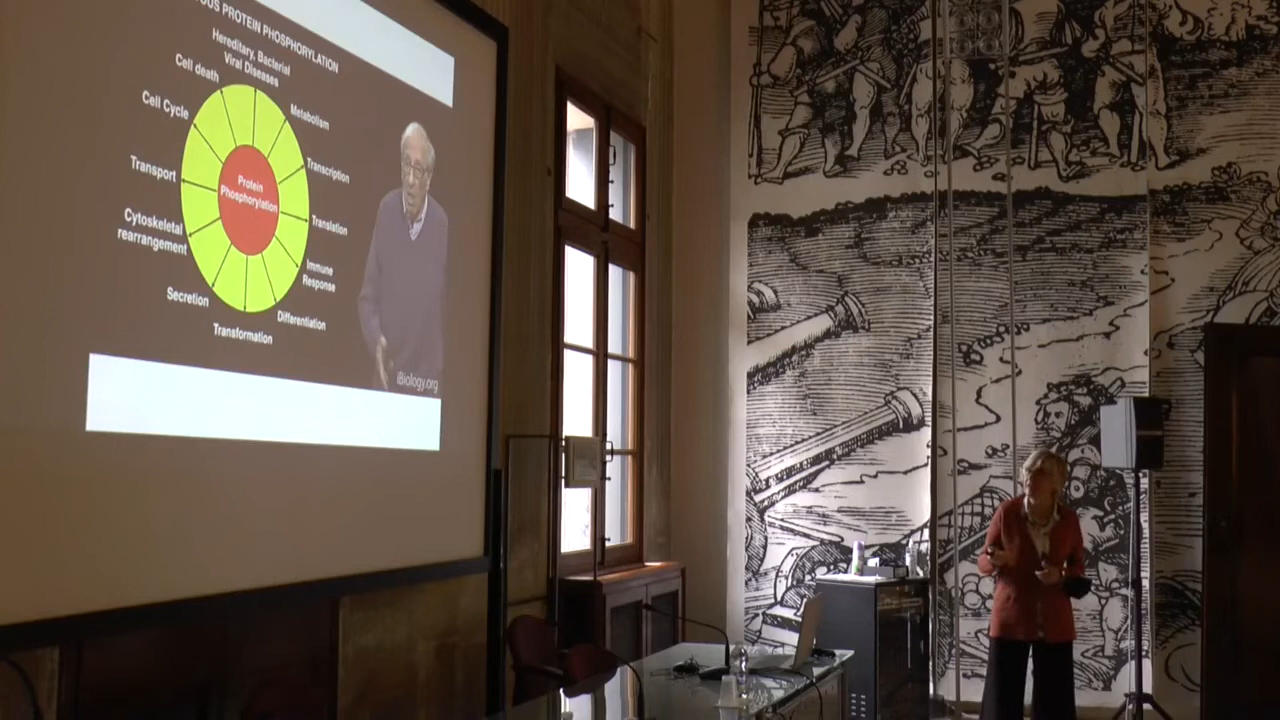 PROTEIN PHOSPHORYLATION
Hereditary, Bacterial
Viral Diseases
Cell death
Metabolism
Cell Cycle
Transcription
Transport
Protein
Phosphorylation
Translation
Cytoskeletal
rearrangement
Immune
Response
Secretion
Differentiation
Transformation
iBiology.org